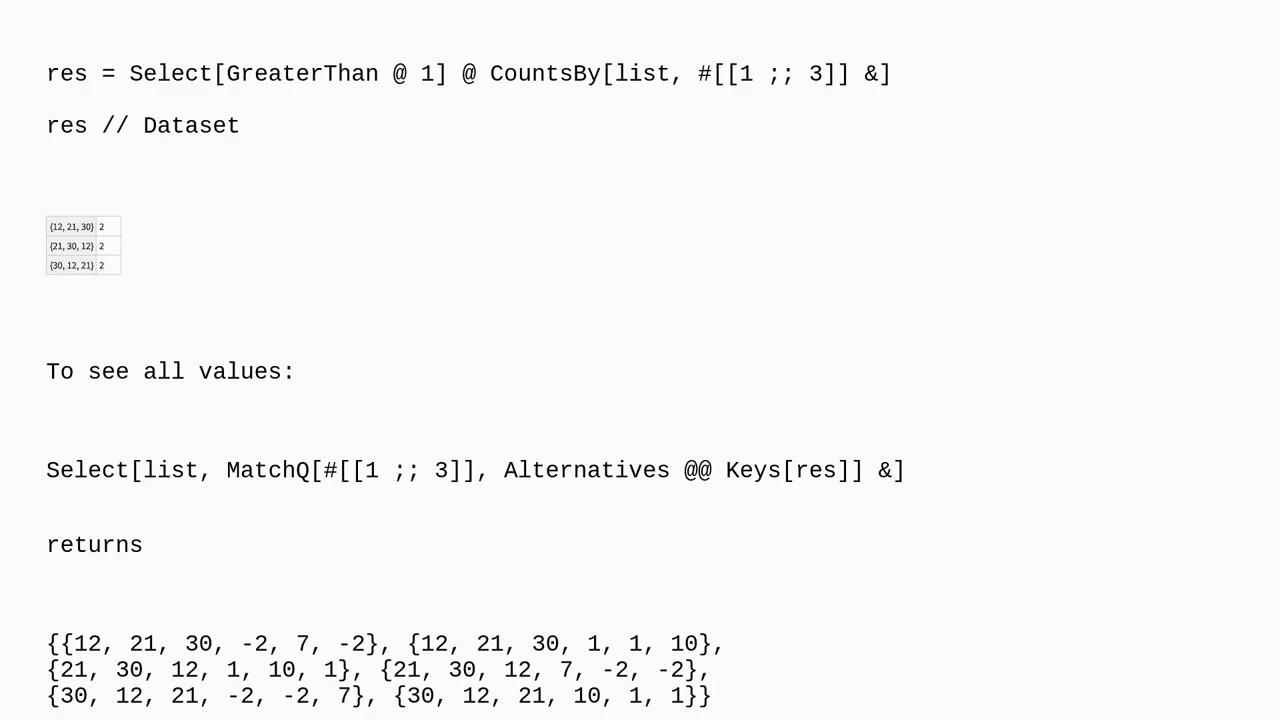 res = Select[GreaterThan @ 1] @ CountsBy[list, #[[1 ;; 3]] &]
res // Dataset
{12, 21, 30} 2
{21, 30, 12} 2
{30, 12, 21} 2
To see all values:
Select[list, MatchQ[#[[1 ;; 3]], Alternatives @@ Keys[res]] &]
returns
{{12, 21, 30, -2, 7, -2}, {12, 21, 30, 1, 1, 10},
{21, 30, 12, 1, 10, 1}, {21, 30, 12, 7, -2, -2},
{30, 12, 21, -2, -2, 7}, {30, 12, 21, 10, 1, 1}}